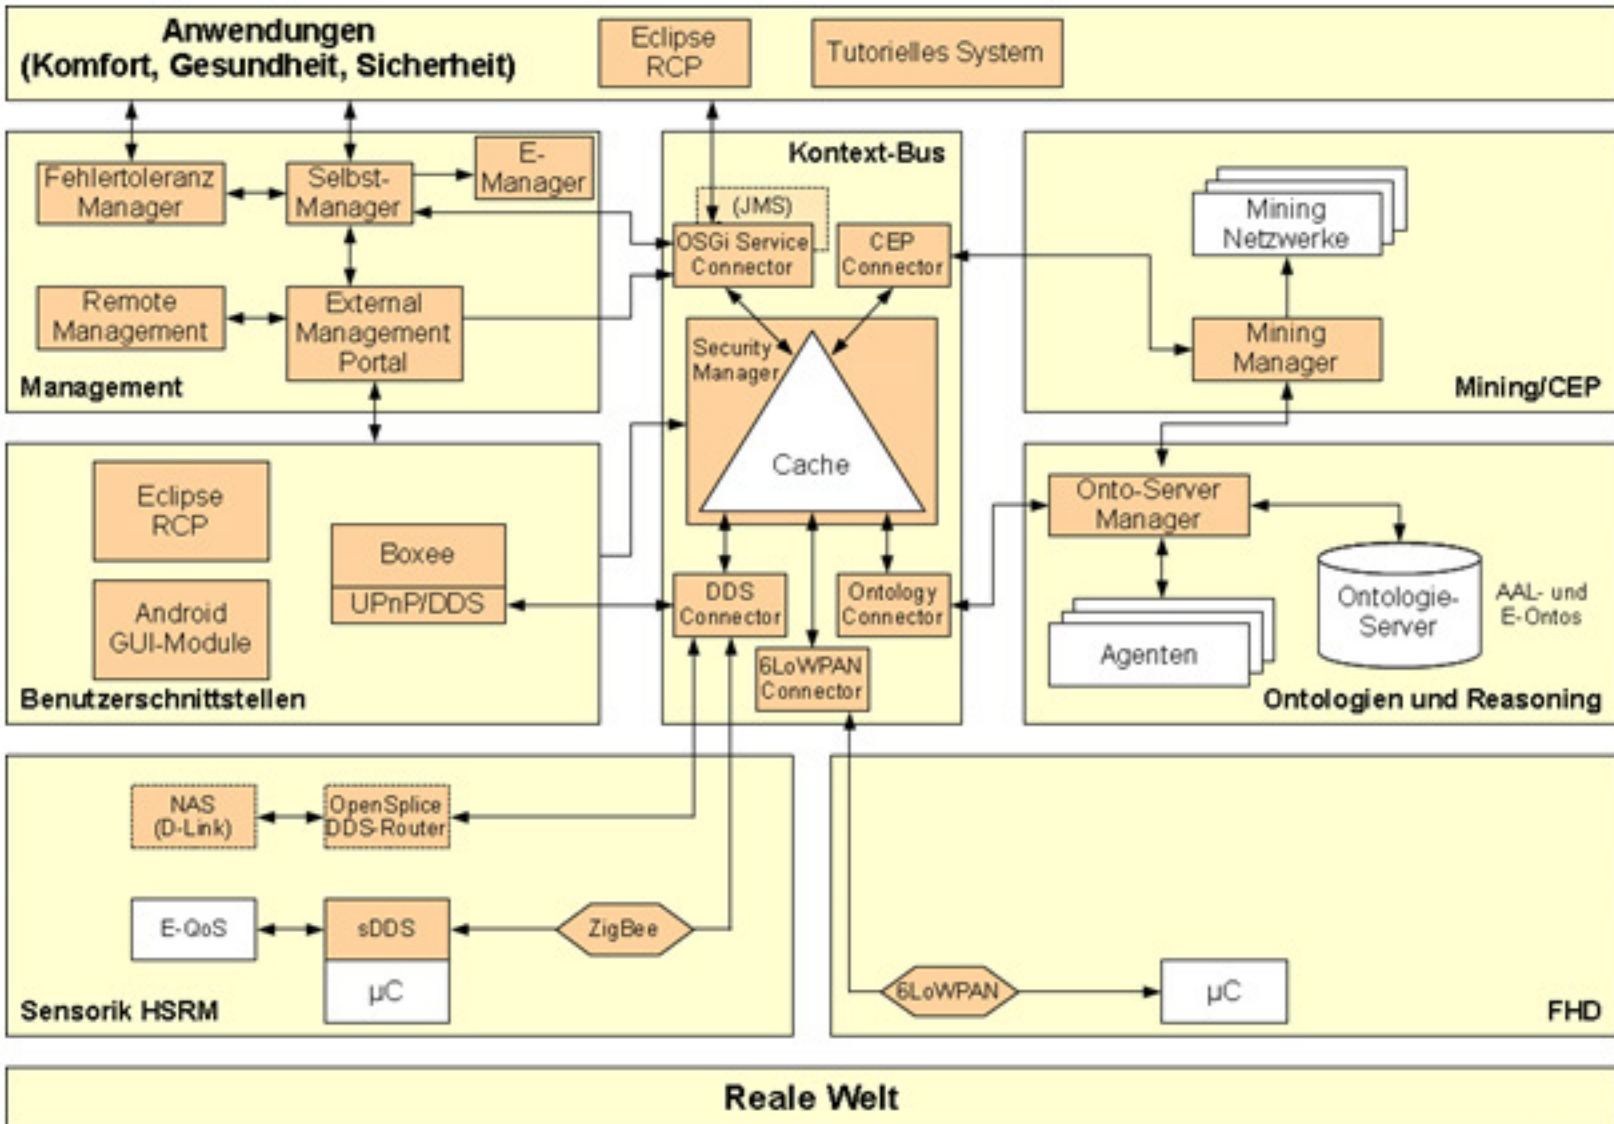 Anwendungen
(Komfort, Gesundheit, Sicherheit)
Eclipse
RCP
Tutorielles System
Fehlertoleranz
Manager
Selbst-
Manager
E-
Manager
Remote
Management
External
Management
Portal
Management
Kontext-Bus
(JMS)
OSGi Service
Connector
CEP
Connector
Security
Manager
Cache
DDS
Connector
Ontology
Connector
6LoWPAN
Connector
Mining
Netzwerke
Mining
Manager
Mining/CEP
Eclipse
RCP
Boxee
UPnP/DDS
Android
GUI-Module
Benutzerschnittstellen
Onto-Server
Manager
Agenten
Ontologie-
Server
AAL- und
E-Ontos
Ontologien und Reasoning
NAS
(D-Link)
OpenSplice
DDS-Router
E-QoS
sDDS
µC
ZigBee
Sensorik HSRM
6LoWPAN
µC
FHD
Reale Welt